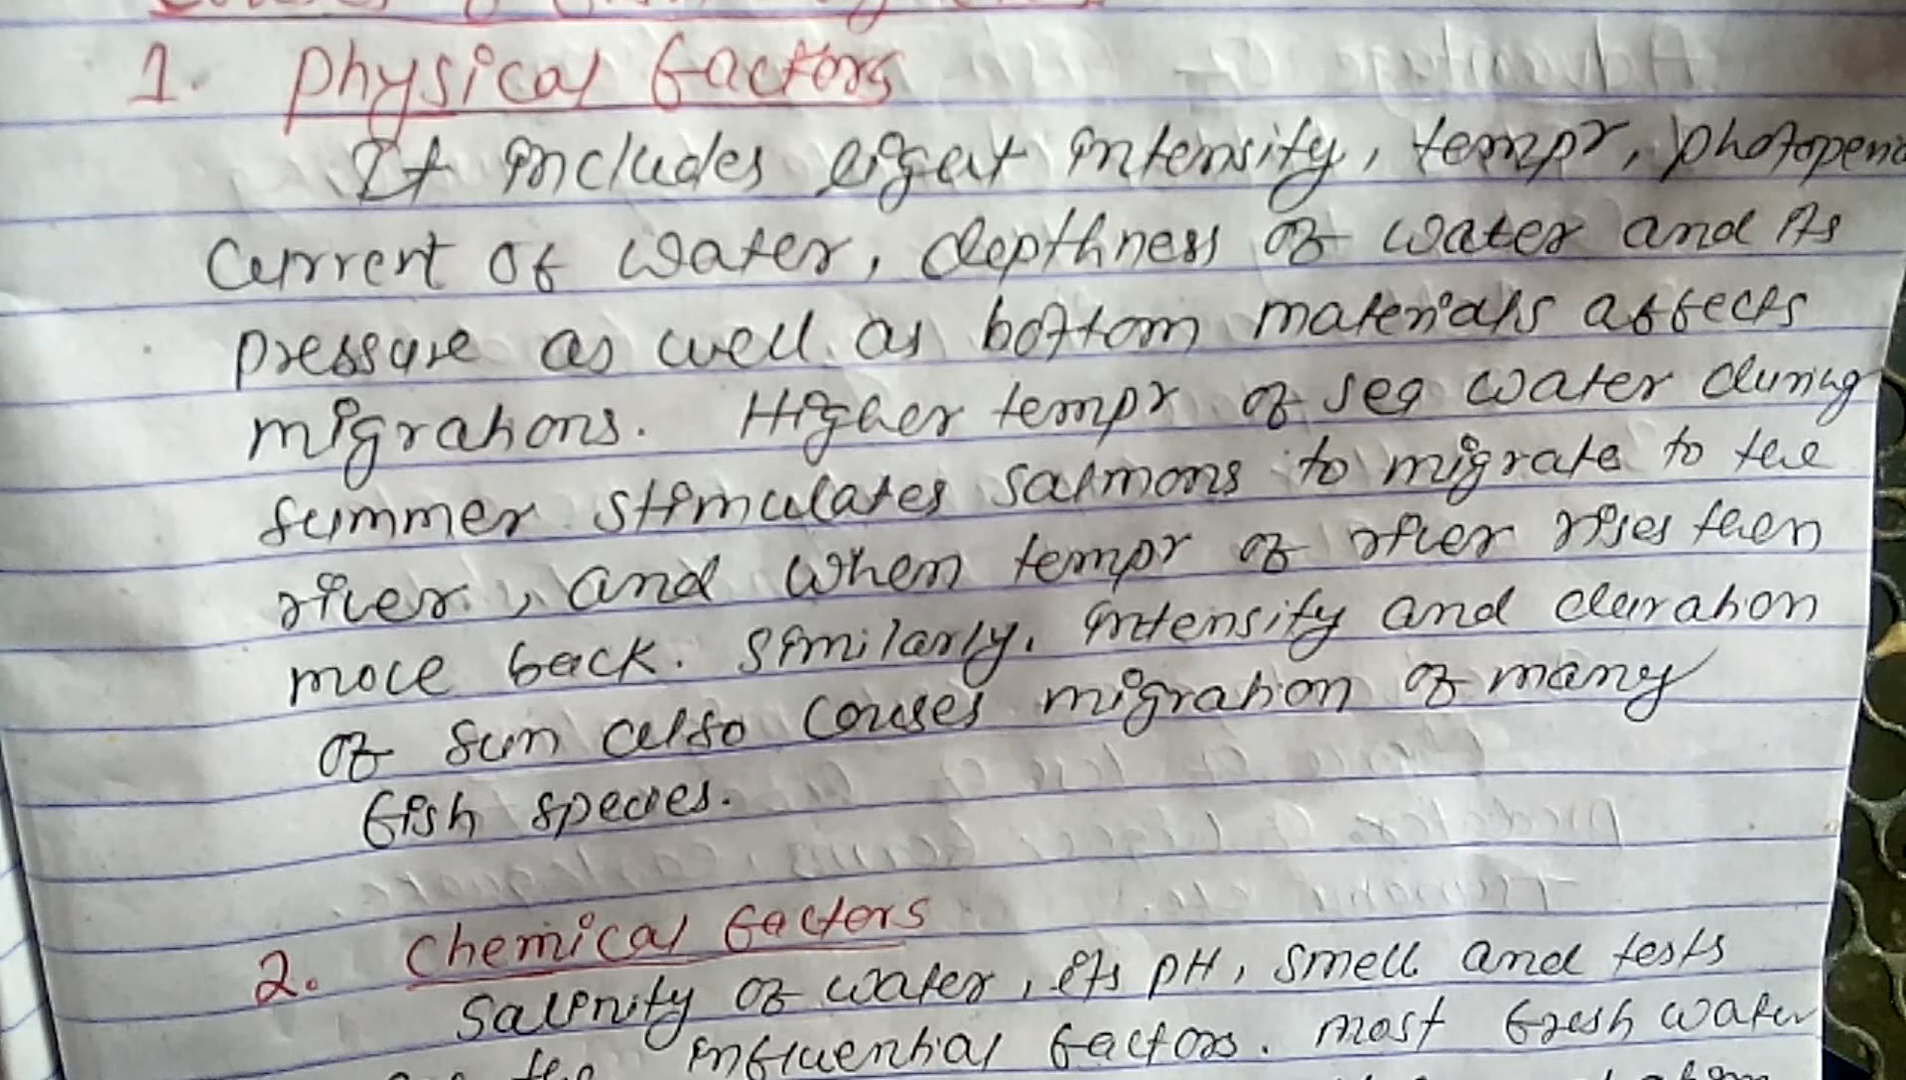 1. Physical factors
It includes light intensity, tempr, photoperio
Current of water, depthness of water and its
pressure as well as bottom materials affects
migrations. Higher tempr of sea water during
summer stimulates salmons to migrate to the
river, and when tempr of river rises then
move back. Similarly, intensity and duration
of sun also couses migration of many
fish species.
2. Chemical factors
Salinity of water, its pH, smell and tests
the influential factors. most fresh water